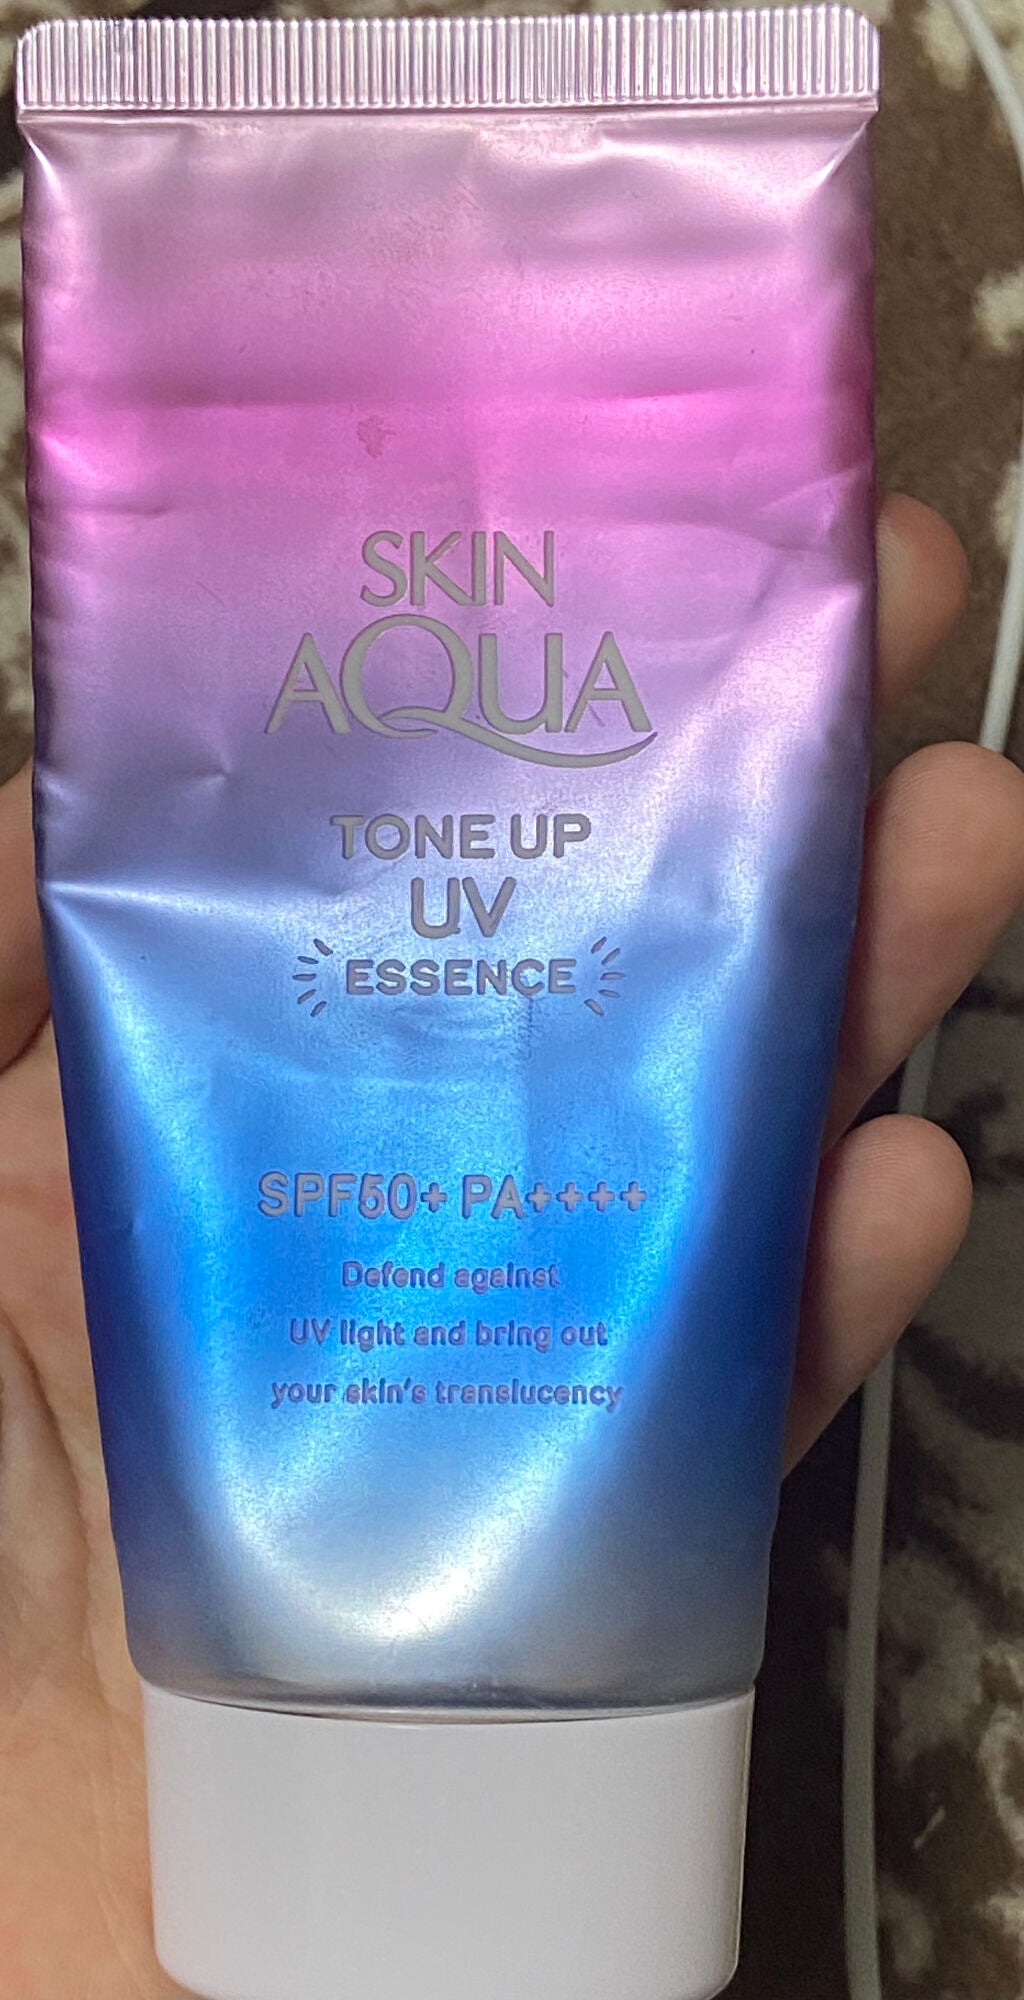 SKIN
AQUA
TONE UP
UV
ESSENCE
SPF50+ PA++++
Defend against
UV light and bring out
your skin's translucency